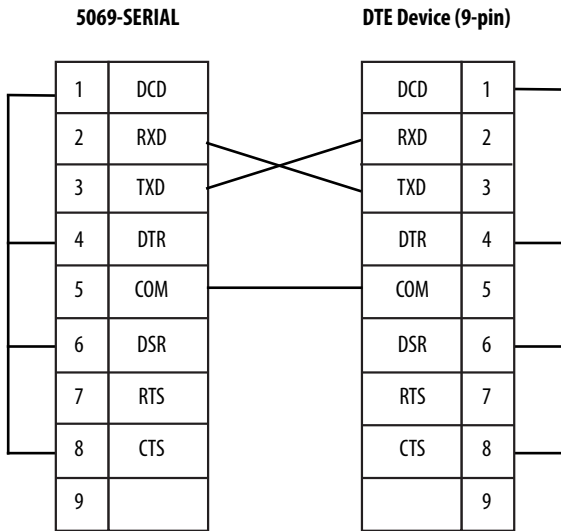 5069-SERIAL DTE Device (9-pin)
1 DCD DCD 1
2 RXD RXD 2
3 TXD TXD 3
4 DTR DTR 4
5 COM COM 5
6 DSR DSR 6
7 RTS RTS 7
8 CTS CTS 8
9 9